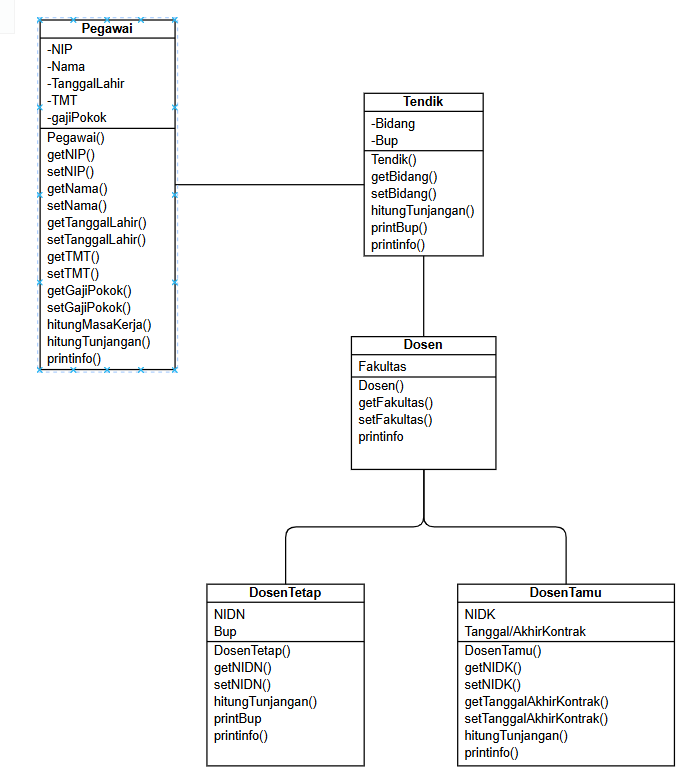 Pegawai
-NIP
-Nama
-TanggalLahir
-TMT
-gajiPokok
Pegawai()
getNIP()
setNIP()
getNama()
setNama()
getTanggalLahir()
setTanggalLahir()
getTMT()
setTMT()
getGajiPokok()
setGajiPokok()
hitungMasaKerja()
hitungTunjangan()
printinfo()
Tendik
-Bidang
-Bup
Tendik()
getBidang()
setBidang()
hitungTunjangan()
printBup()
printinfo()
Dosen
Fakultas
Dosen()
getFakultas()
setFakultas()
printinfo
DosenTetap
NIDN
Bup
DosenTetap()
getNIDN()
setNIDN()
hitungTunjangan()
printBup
printinfo()
DosenTamu
NIDK
Tanggal/AkhirKontrak
DosenTamu()
getNIDK()
setNIDK()
getTanggalAkhirKontrak()
setTanggalAkhirKontrak()
hitungTunjangan()
printinfo()